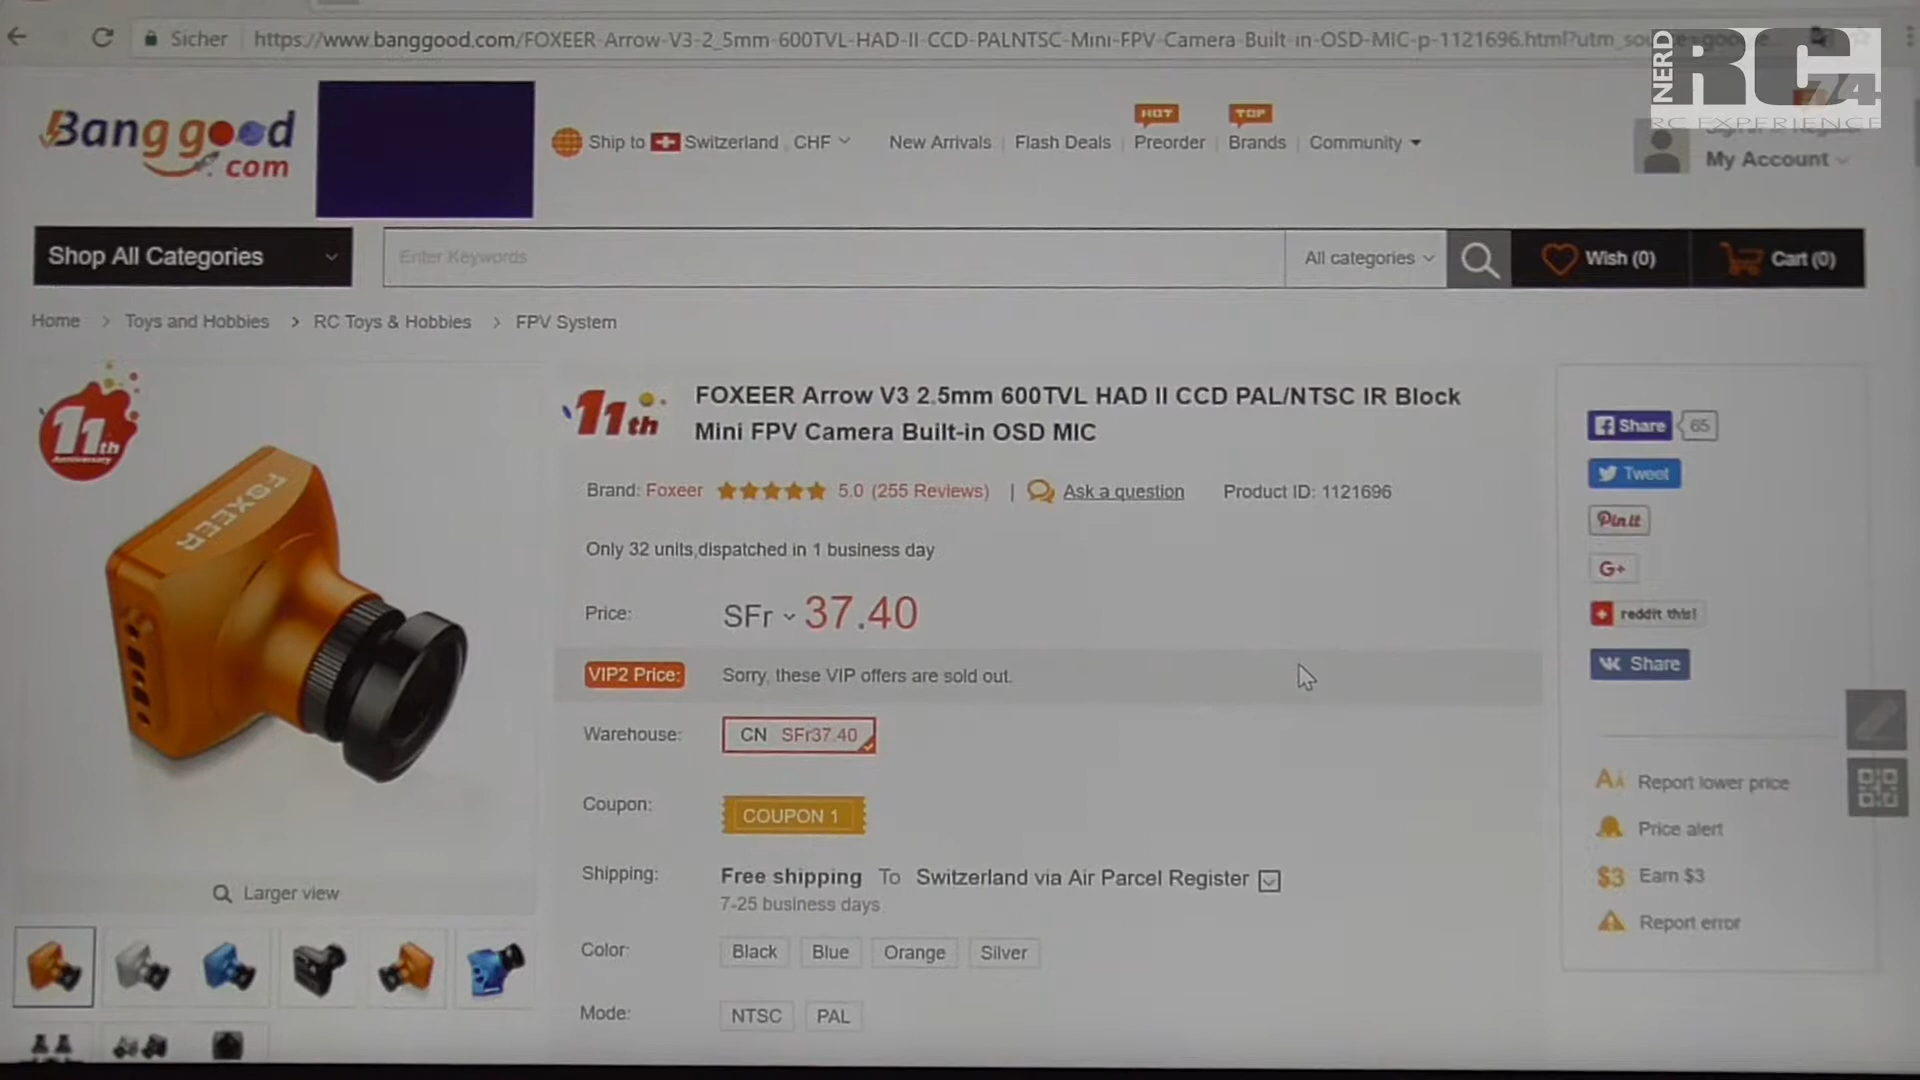 Sicher https://www.banggood.com/FOXEER-Arrow-V3-2_5mm-600TVL-HAD-II-CCD-PALNTSC-Mini-FPV-Camera-Built-in-OSD-MIC-p-1121696.html?utm_source=google...
NERD RC 74
RC EXPERIENCE
Banggood
.com
Ship to Switzerland CHF
New Arrivals
Flash Deals
HOT
Preorder
TOP
Brands
Community
My Account
Shop All Categories
Enter Keywords
All categories
Wish (0)
Cart (0)
Home > Toys and Hobbies > RC Toys & Hobbies > FPV System
11th
Anniversary
FOXEER
11th
FOXEER Arrow V3 2.5mm 600TVL HAD II CCD PAL/NTSC IR Block
Mini FPV Camera Built-in OSD MIC
Brand: Foxeer 5.0 (255 Reviews) | Ask a question Product ID: 1121696
Only 32 units,dispatched in 1 business day
Price: SFr 37.40
VIP2 Price: Sorry, these VIP offers are sold out.
Warehouse: CN SFr37.40
Coupon: COUPON 1
Shipping: Free shipping To Switzerland via Air Parcel Register
7-25 business days
Color: Black Blue Orange Silver
Mode: NTSC PAL
Larger view
Share 65
Tweet
Pin it
G+
reddit this!
Share
Report lower price
Price alert
$3 Earn $3
Report error